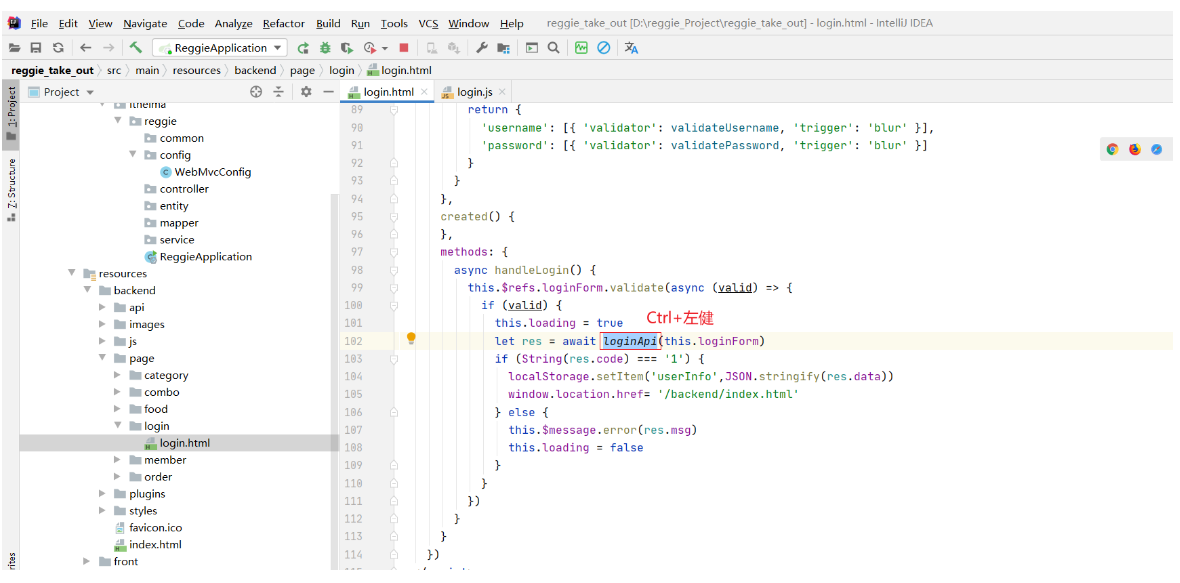 File Edit View Navigate Code Analyze Refactor Build Run Tools VCS Window Help reggie_take_out [D:\reggie_Project\reggie_take_out] - login.html - IntelliJ IDEA
ReggieApplication
reggie_take_out src main resources backend page login login.html
1: Project
Z: Structure
Project
itheima
reggie
common
config
WebMvcConfig
controller
entity
mapper
service
ReggieApplication
resources
backend
api
images
js
page
category
combo
food
login
login.html
member
order
plugins
styles
favicon.ico
index.html
front
login.html login.js
89 return {
90 'username': [{ 'validator': validateUsername, 'trigger': 'blur' }],
91 'password': [{ 'validator': validatePassword, 'trigger': 'blur' }]
92 }
93 }
94 },
95 created() {
96 },
97 methods: {
98 async handleLogin() {
99 this.$refs.loginForm.validate(async (valid) => {
100 if (valid) {
101 this.loading = true
Ctrl+左健
102 let res = await loginApi(this.loginForm)
103 if (String(res.code) === '1') {
104 localStorage.setItem('userInfo',JSON.stringify(res.data))
105 window.location.href= '/backend/index.html'
106 } else {
107 this.$message.error(res.msg)
108 this.loading = false
109 }
110 }
111 })
112 }
113 }
114 })